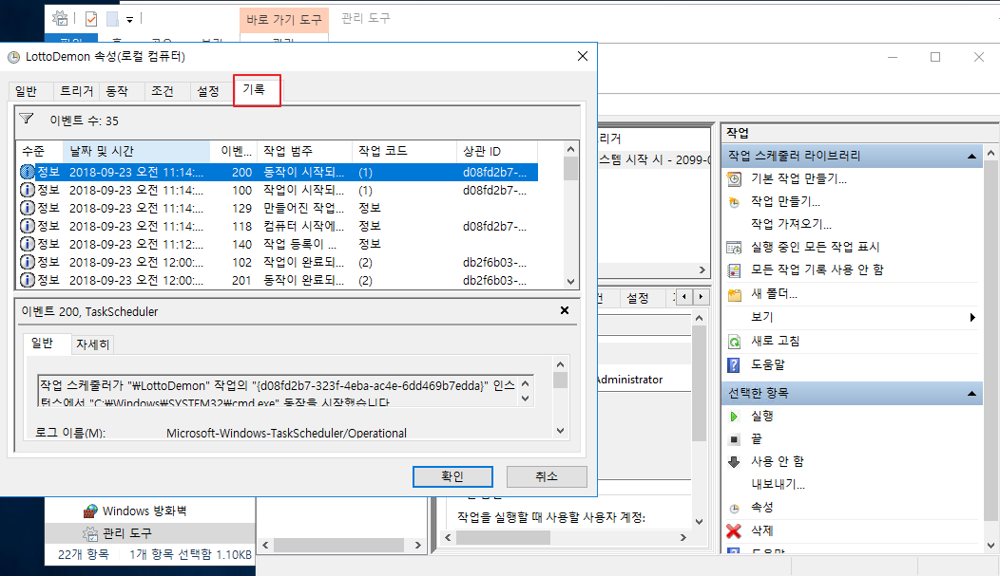 바로 가기 도구
관리 도구
LottoDemon 속성(로컬 컴퓨터)
일반 트리거 동작 조건 설정 기록
이벤트 수: 35
수준 날짜 및 시간 이벤... 작업 범주 작업 코드 상관 ID
정보 2018-09-23 오전 11:14:... 200 동작이 시작되... (1) d08fd2b7-...
정보 2018-09-23 오전 11:14:... 100 작업이 시작되... (1) d08fd2b7-...
정보 2018-09-23 오전 11:14:... 129 만들어진 작업... 정보
정보 2018-09-23 오전 11:14:... 118 컴퓨터 시작에... 정보 d08fd2b7-...
정보 2018-09-23 오전 11:12:... 140 작업 등록이 ... 정보
정보 2018-09-23 오전 12:00:... 102 작업이 완료되... (2) db2f6b03-...
정보 2018-09-23 오전 12:00:... 201 동작이 완료되... (2) db2f6b03-...
이벤트 200, TaskScheduler
일반 자세히
작업 스케줄러가 "₩LottoDemon" 작업의 "{d08fd2b7-323f-4eba-ac4e-6dd469b7edda}" 인스
턴스에서 "C:₩Windows₩SYSTEM32₩cmd.exe" 동작을 시작했습니다
로그 이름(M): Microsoft-Windows-TaskScheduler/Operational
확인 취소
리거
스템 시작 시 - 2099-0
건 설정
Administrator
작업을 실행할 때 사용할 사용자 계정:
Windows 방화벽
관리 도구
22개 항목 1개 항목 선택함 1.10KB
작업
작업 스케줄러 라이브러리
기본 작업 만들기...
작업 만들기...
작업 가져오기...
실행 중인 모든 작업 표시
모든 작업 기록 사용 안 함
새 폴더...
보기
새로 고침
도움말
선택한 항목
실행
끝
사용 안 함
내보내기...
속성
삭제
도움말